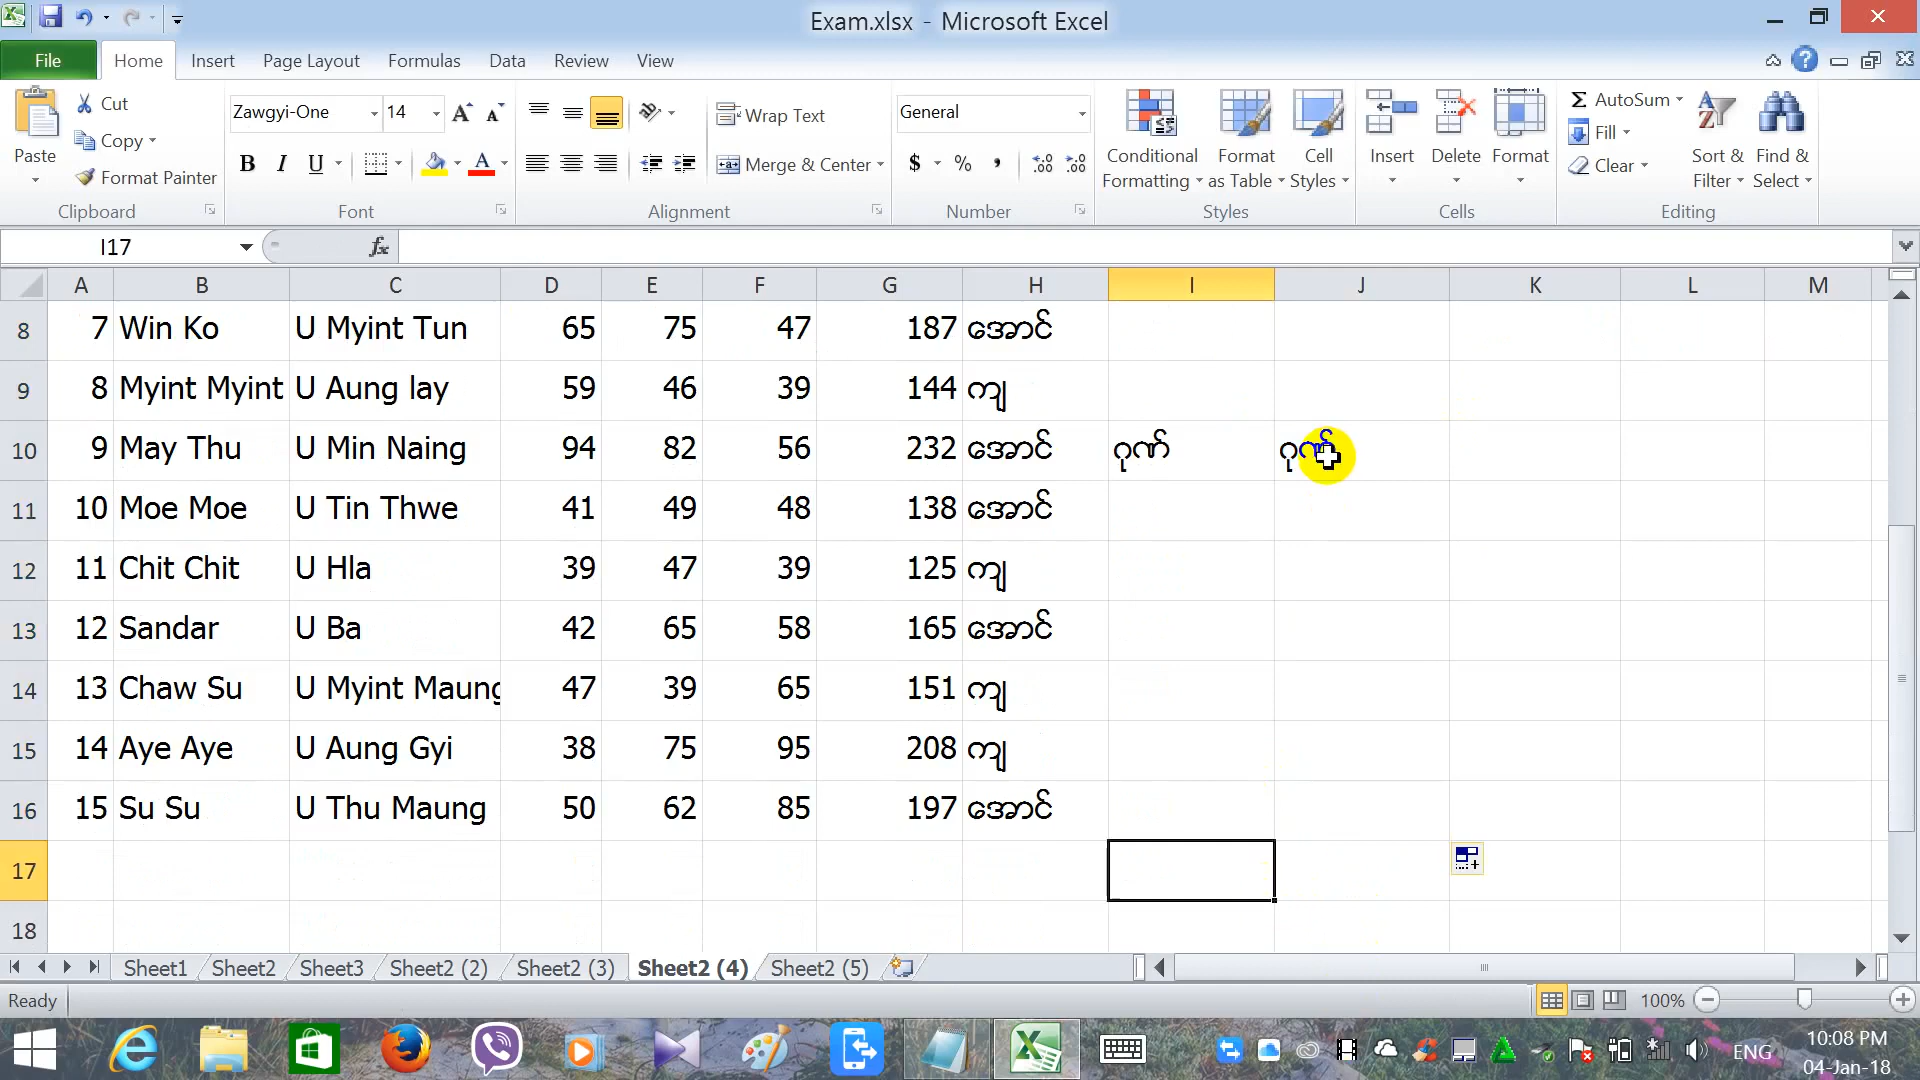 Exam.xlsx - Microsoft Excel
File Home Insert Page Layout Formulas Data Review View
Paste
Cut
Copy
Format Painter
Clipboard
Zawgyi-One 14
B I U
Font
Wrap Text
Merge & Center
Alignment
General
$ % ,
Number
Conditional Formatting
Format as Table
Cell Styles
Styles
Insert
Delete
Format
Cells
AutoSum
Fill
Clear
Sort & Filter
Find & Select
Editing
I17 fx
A B C D E F G H I J K L M
8 7 Win Ko U Myint Tun 65 75 47 187 အောင်
9 8 Myint Myint U Aung lay 59 46 39 144 ကျ
10 9 May Thu U Min Naing 94 82 56 232 အောင် ဂုဏ် ဂုဏ်
11 10 Moe Moe U Tin Thwe 41 49 48 138 အောင်
12 11 Chit Chit U Hla 39 47 39 125 ကျ
13 12 Sandar U Ba 42 65 58 165 အောင်
14 13 Chaw Su U Myint Maung 47 39 65 151 ကျ
15 14 Aye Aye U Aung Gyi 38 75 95 208 ကျ
16 15 Su Su U Thu Maung 50 62 85 197 အောင်
17
18
Sheet1 Sheet2 Sheet3 Sheet2 (2) Sheet2 (3) Sheet2 (4) Sheet2 (5)
Ready 100%
ENG 10:08 PM
04-Jan-18